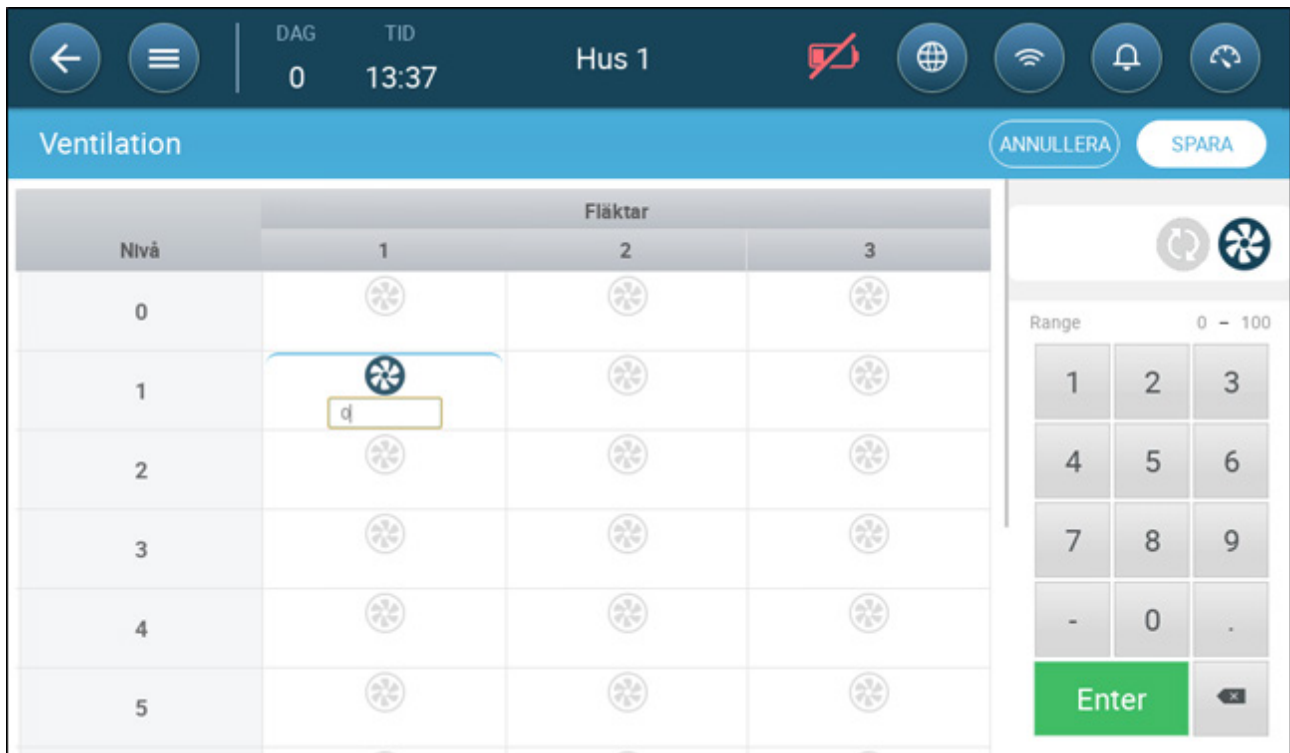 DAG TID
0 13:37 Hus 1
Ventilation ANNULLERA SPARA
Fläktar
Nivå 1 2 3
0
Range 0 - 100
1
0
2
3
4
5
1 2 3
4 5 6
7 8 9
- 0 .
Enter